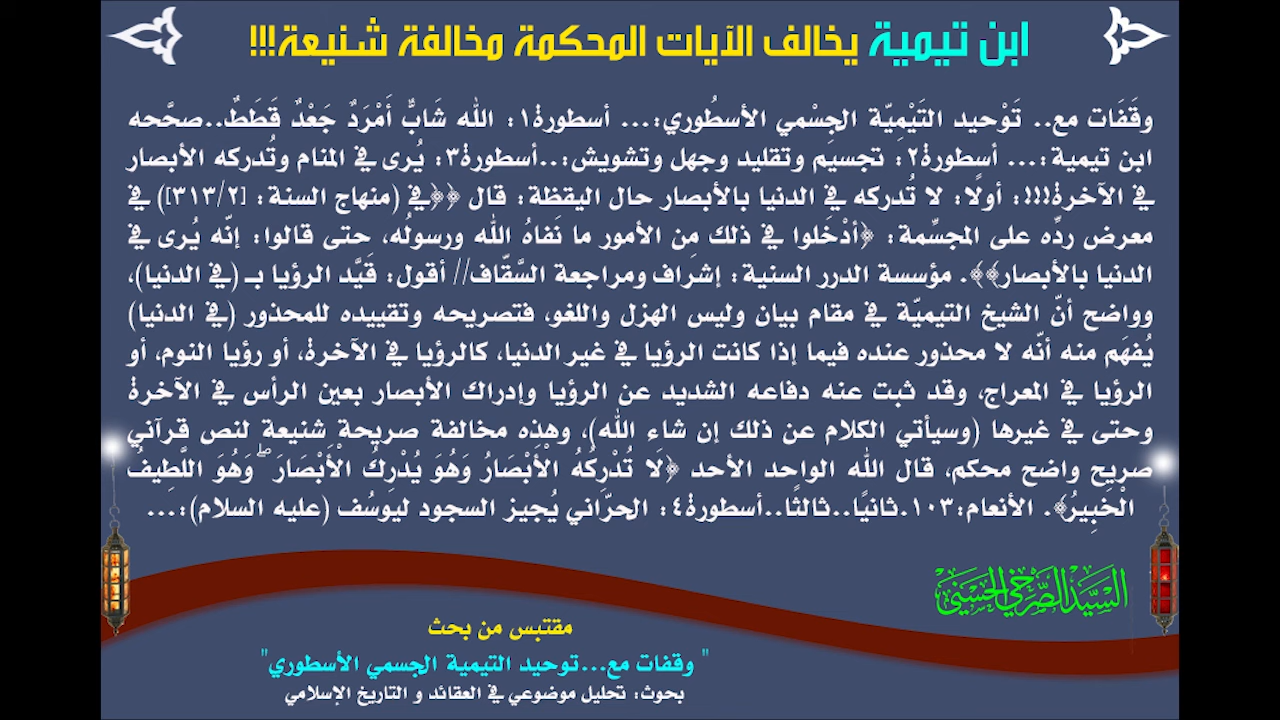 ابن تيمية يخالف الآيات المحكمة مخالفة شنيعة!!!
وقَفَات مع.. تَوْحيد التَيْمِيّة الجِسْمي الأسطُوري:... أسطورة١: الله شَابٌّ أَمْرَدٌ جَعْدٌ قَطَطٌ..صحَّحه
ابن تيمية:... أسطورة٢: تجسيم وتقليد وجهل وتشويش:..أسطورة٣: يُرى في المنام وتُدركه الأبصار
في الآخرة!!!: أولًا: لا تُدركه في الدنيا بالأبصار حال اليقظة: قال ﴿﴿في (منهاج السنة: [٣١٣/٢]) في
معرض ردِّه على المجسِّمة: ﴿أدْخَلوا في ذلك مِن الأمور ما نَفاهُ الله ورسولُه، حتى قالوا: إنّه يُرى في
الدنيا بالأبصار﴾﴾. مؤسسة الدرر السنية: إشراف ومراجعة السَّقّاف// أقول: قَيَّد الرؤيا بـ (في الدنيا)،
وواضح أنّ الشيخ التيميّة في مقام بيان وليس الهزل واللغو، فتصريحه وتقييده للمحذور (في الدنيا)
يُفهَم منه أنّه لا محذور عنده فيما إذا كانت الرؤيا في غير الدنيا، كالرؤيا في الآخرة، أو رؤيا النوم، أو
الرؤيا في المعراج، وقد ثبت عنه دفاعه الشديد عن الرؤيا وإدراك الأبصار بعين الرأس في الآخرة
وحتى في غيرها (وسيأتي الكلام عن ذلك إن شاء الله)، وهذه مخالفة صريحة شنيعة لنص قرآني
صريح واضح محكم، قال الله الواحد الأحد ﴿لا تُدْرِكُهُ الْأَبْصَارُ وَهُوَ يُدْرِكُ الْأَبْصَارَ ۖ وَهُوَ اللَّطِيفُ
الْخَبِيرُ﴾. الأنعام:١٠٣.ثانيًا..ثالثًا..أسطورة٤: الحرّاني يُجيز السجود ليوسُف (عليه السلام):...
السيد الصرخي الحسني
مقتبس من بحث
" وقفات مع...توحيد التيمية الجسمي الأسطوري"
بحوث: تحليل موضوعي في العقائد و التاريخ الإسلامي